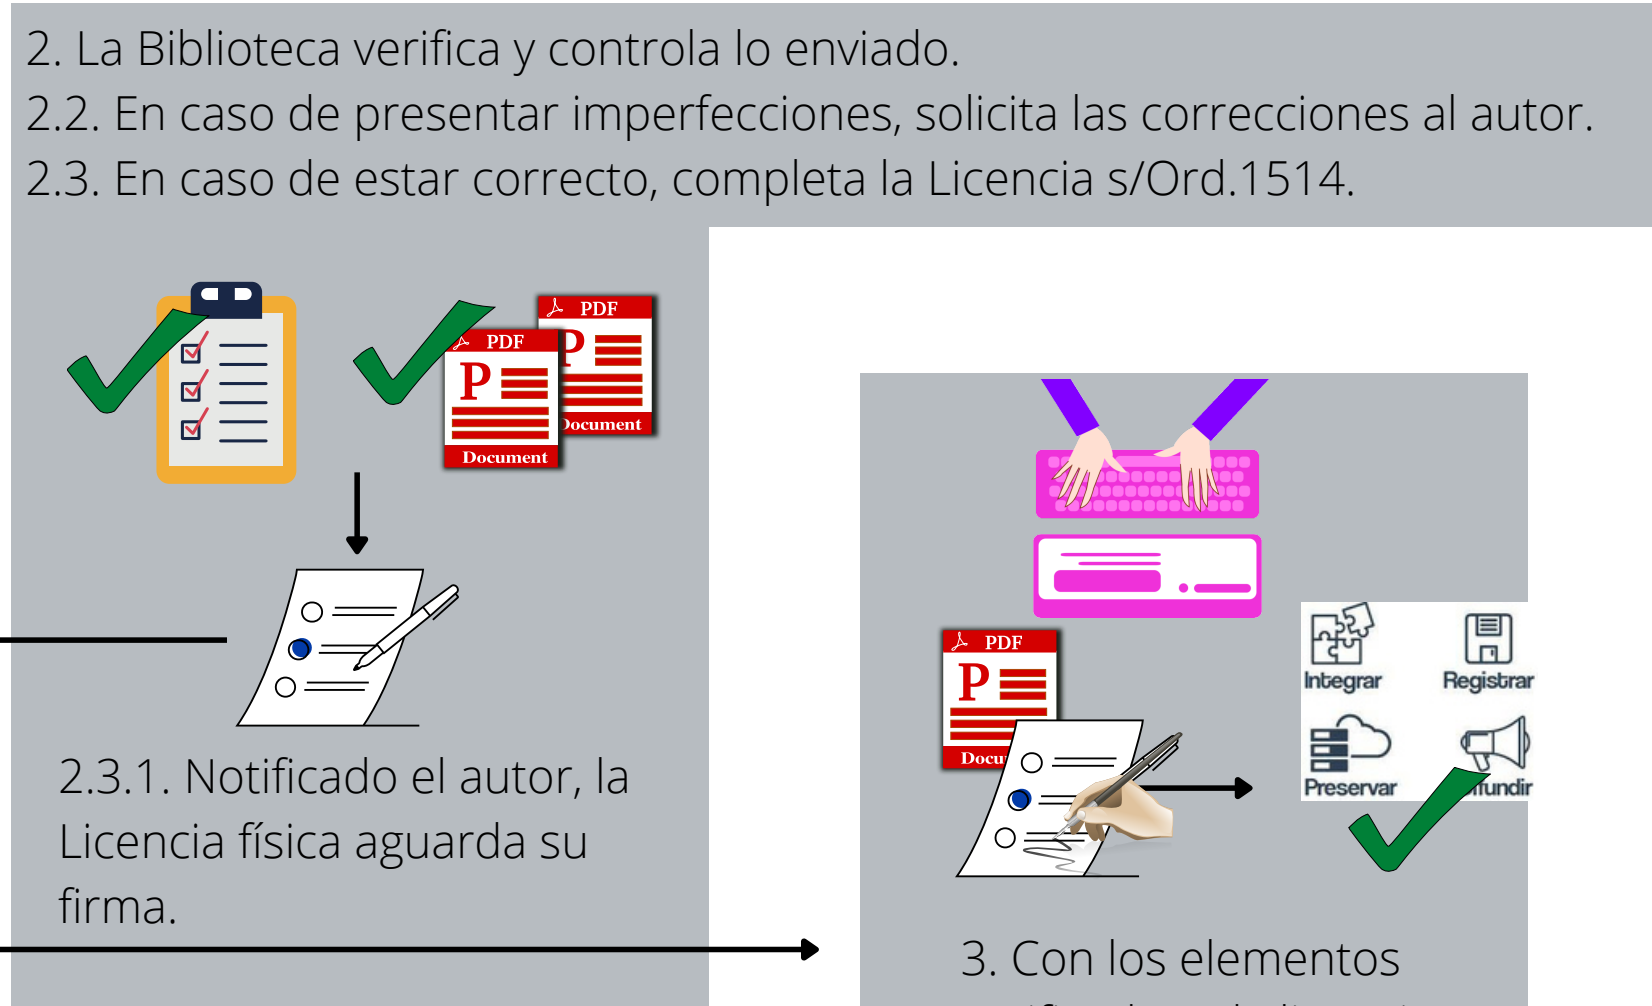 2. La Biblioteca verifica y controla lo enviado.
2.2. En caso de presentar imperfecciones, solicita las correcciones al autor.
2.3. En caso de estar correcto, completa la Licencia s/Ord.1514.
PDF
P
Document
PDF
P
Document
2.3.1. Notificado el autor, la
Licencia física aguarda su
firma.
PDF
P
Integrar
Registrar
Preservar
3. Con los elementos